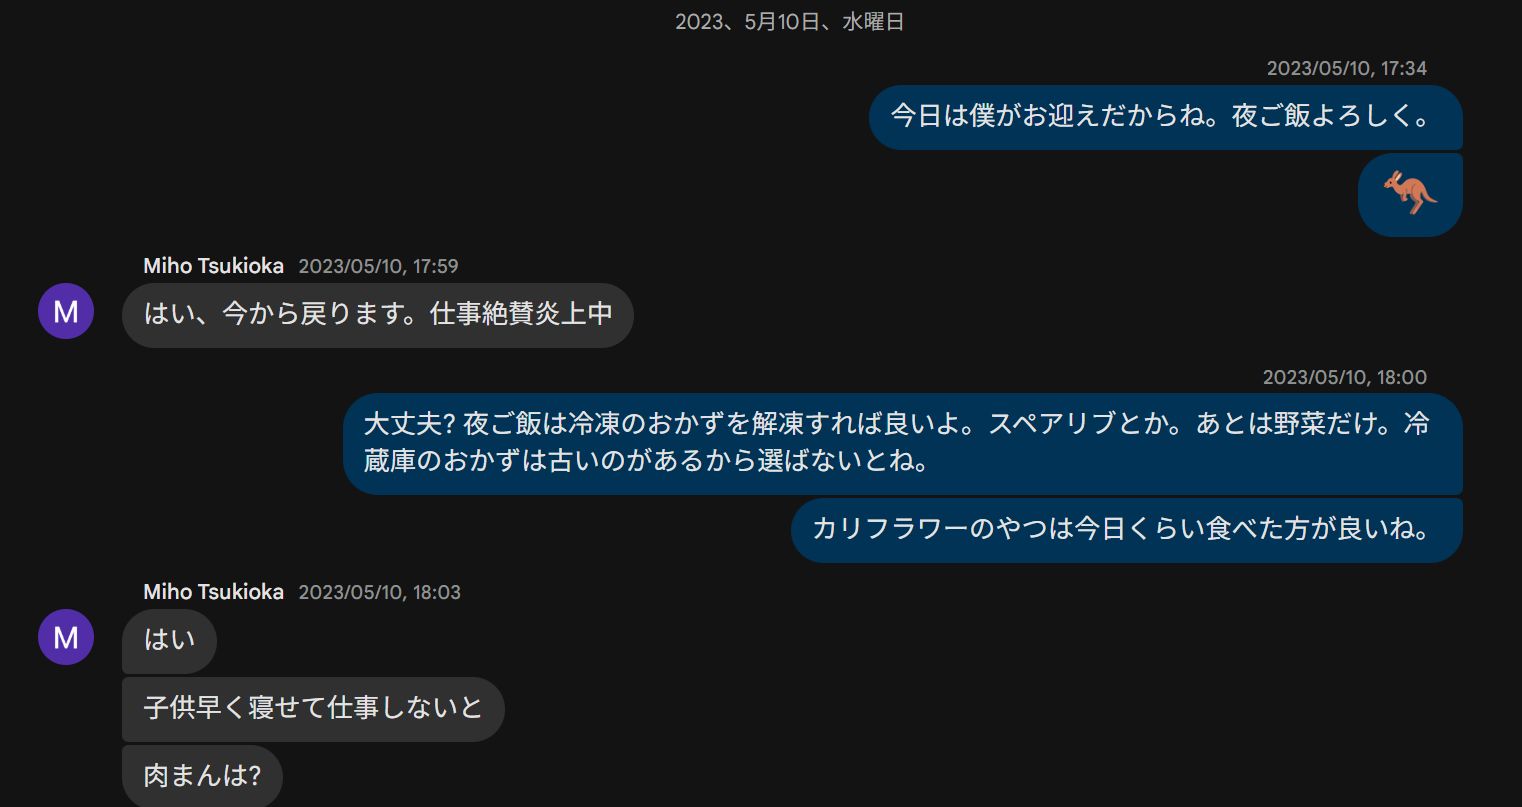 2023、5月10日、水曜日
2023/05/10, 17:34
今日は僕がお迎えだからね。夜ご飯よろしく。
Miho Tsukioka 2023/05/10, 17:59
M
はい、今から戻ります。仕事絶賛炎上中
2023/05/10, 18:00
大丈夫? 夜ご飯は冷凍のおかずを解凍すれば良いよ。スペアリブとか。あとは野菜だけ。冷
蔵庫のおかずは古いのがあるから選ばないとね。
カリフラワーのやつは今日くらい食べた方が良いね。
Miho Tsukioka 2023/05/10, 18:03
M
はい
子供早く寝せて仕事しないと
肉まんは?